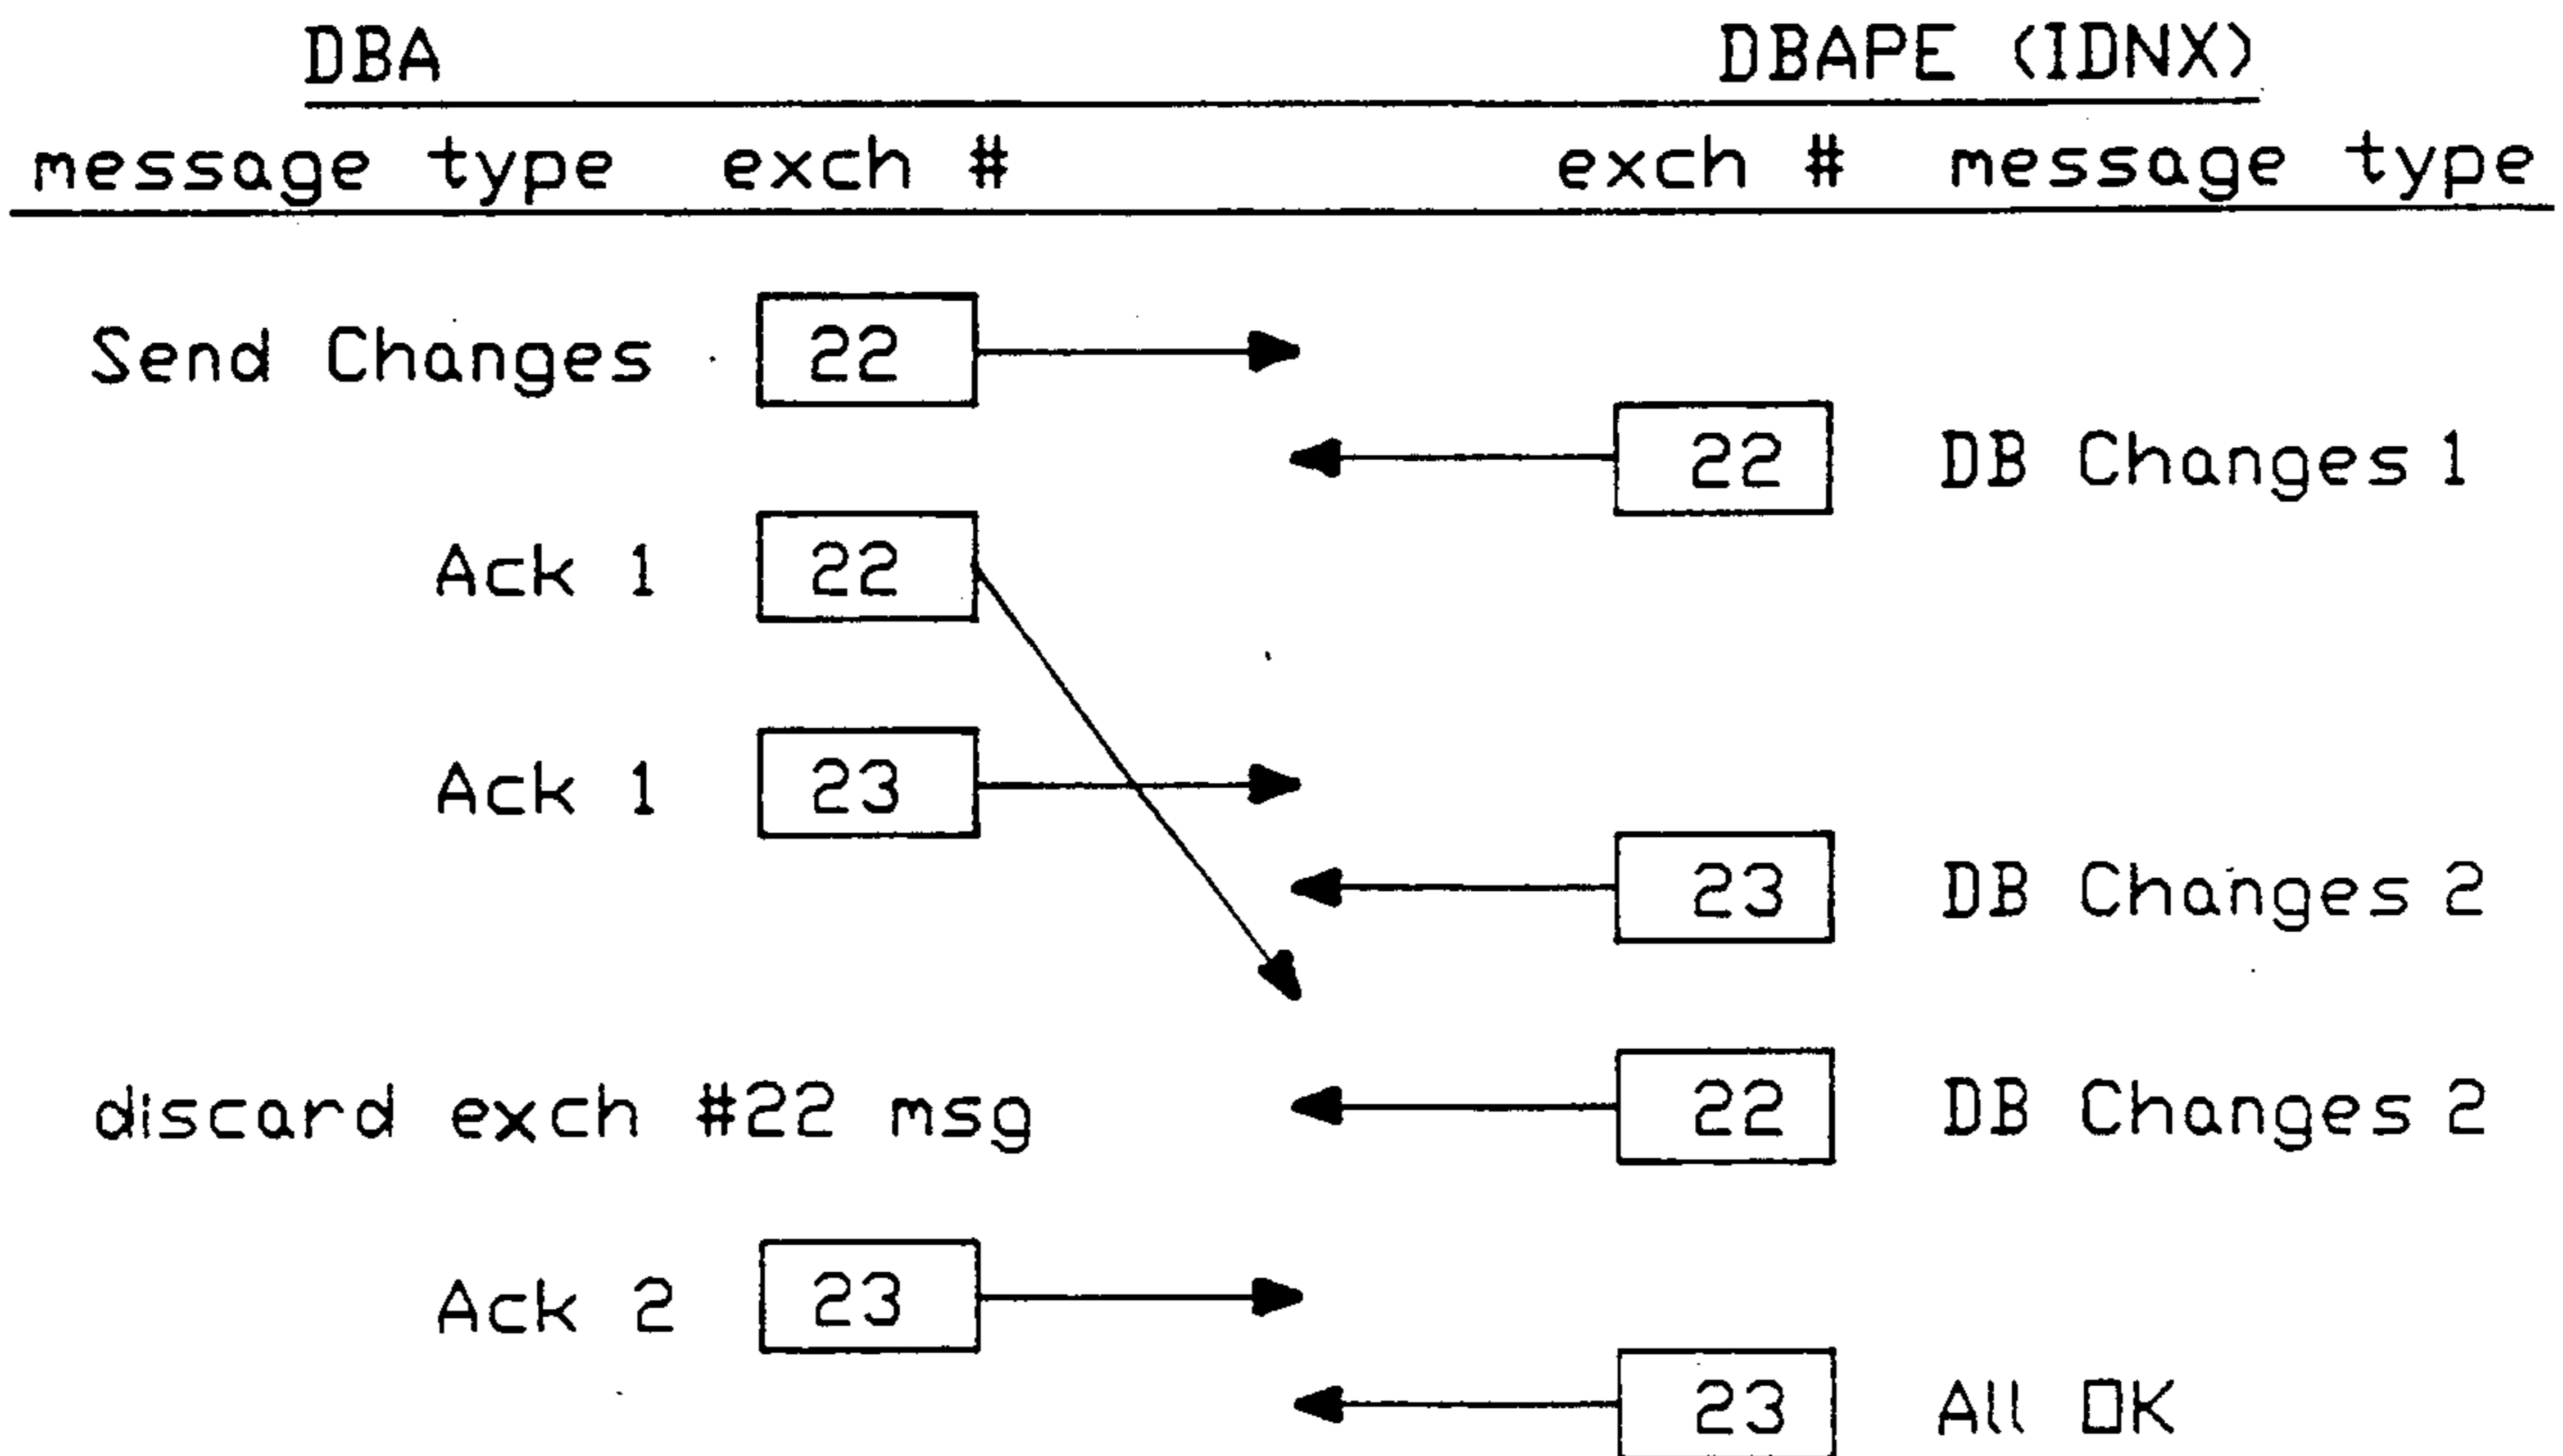 DBA DBAPE (IDNX)
message type exch # exch # message type
Send Changes 22
22 DB Changes 1
Ack 1 22
Ack 1 23
23 DB Changes 2
discard exch #22 msg 22 DB Changes 2
Ack 2 23
23 All OK